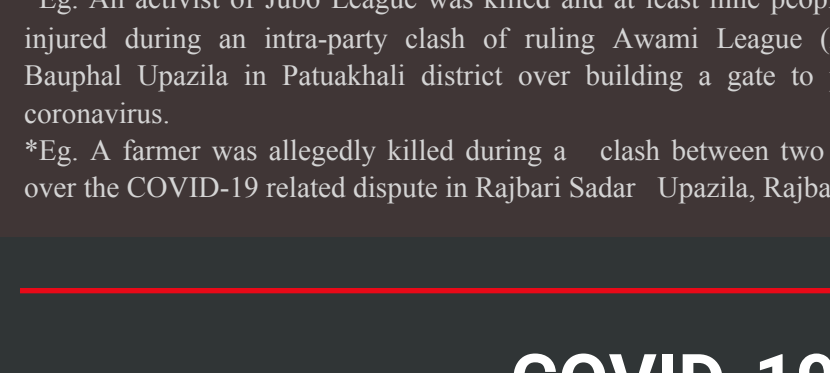 Eg. An activist of Jubo League was killed and at least nine
injured during an intra-party clash of ruling Awami League (
Bauphal Upazila in Patuakhali district over building a gate to
coronavirus.
*Eg. A farmer was allegedly killed during a clash between two
over the COVID-19 related dispute in Rajbari Sadar Upazila, Rajba
COVID-19